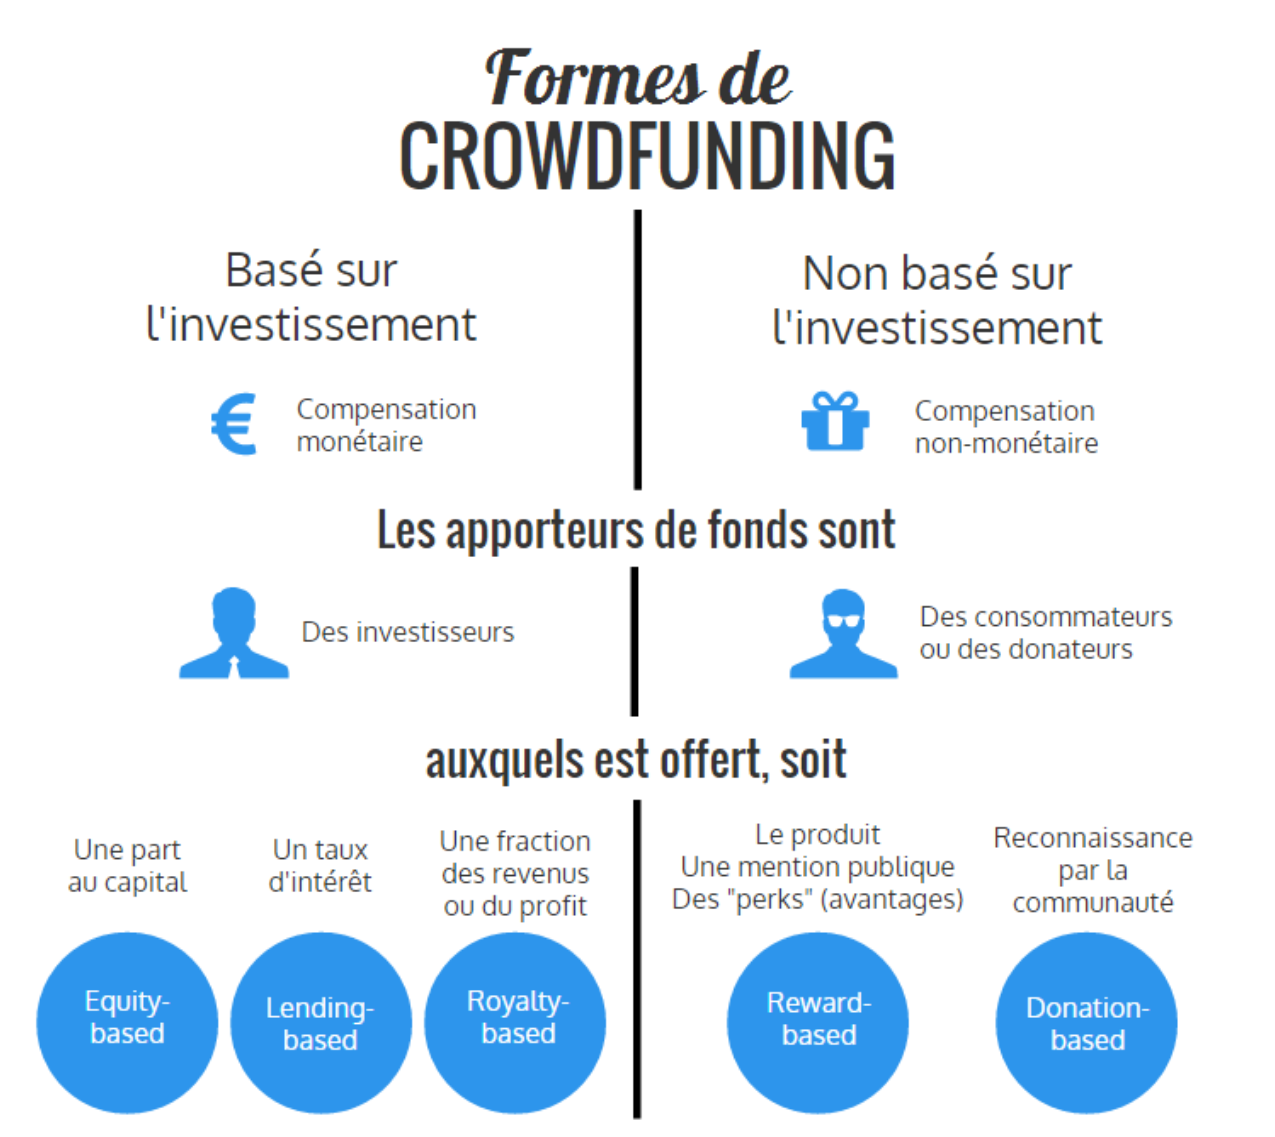 Formes de
CROWDFUNDING
Basé sur
l'investissement
Compensation
monétaire
Non basé sur
l'investissement
Compensation
non-monétaire
Les apporteurs de fonds sont
Des investisseurs
Des consommateurs
ou des donateurs
auxquels est offert, soit
Une part
au capital
Un taux
d'intérêt
Une fraction
des revenus
ou du profit
Le produit
Une mention publique
Des "perks" (avantages)
Reconnaissance
par la
communauté
Equity-
based
Lending-
based
Royalty-
based
Reward-
based
Donation-
based